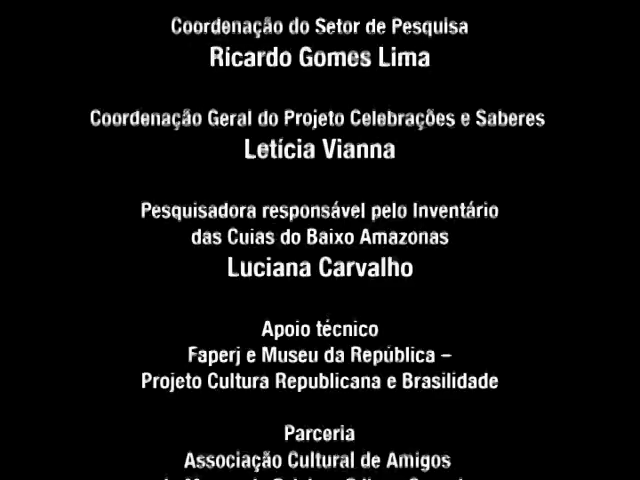 Coordenação do Setor de Pesquisa
Ricardo Gomes Lima
Coordenação Geral do Projeto Celebrações e Saberes
Letícia Vianna
Pesquisadora responsável pelo Inventário
das Cuias do Baixo Amazonas
Luciana Carvalho
Apoio técnico
Faperj e Museu da República –
Projeto Cultura Republicana e Brasilidade
Parceria
Associação Cultural de Amigos